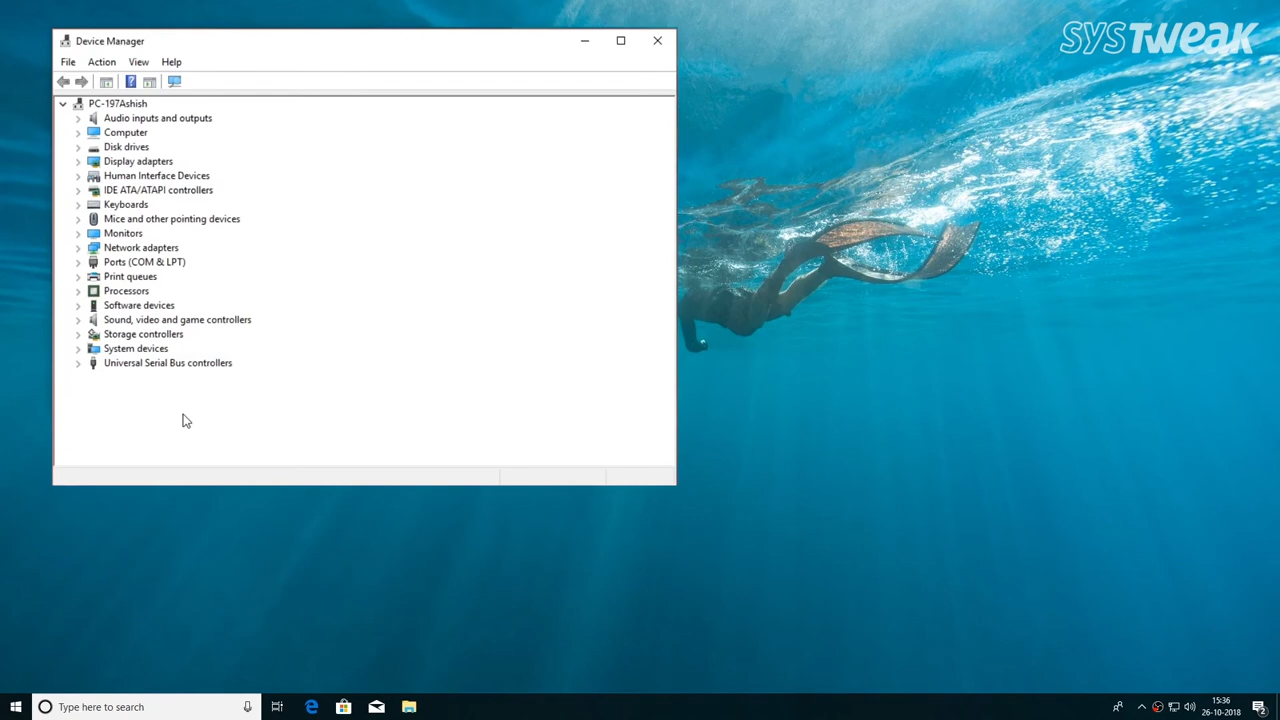 SYSTWEAK
Device Manager
File Action View Help
PC-197Ashish
Audio inputs and outputs
Computer
Disk drives
Display adapters
Human Interface Devices
IDE ATA/ATAPI controllers
Keyboards
Mice and other pointing devices
Monitors
Network adapters
Ports (COM & LPT)
Print queues
Processors
Software devices
Sound, video and game controllers
Storage controllers
System devices
Universal Serial Bus controllers
Type here to search
15:36
26-10-2018
2